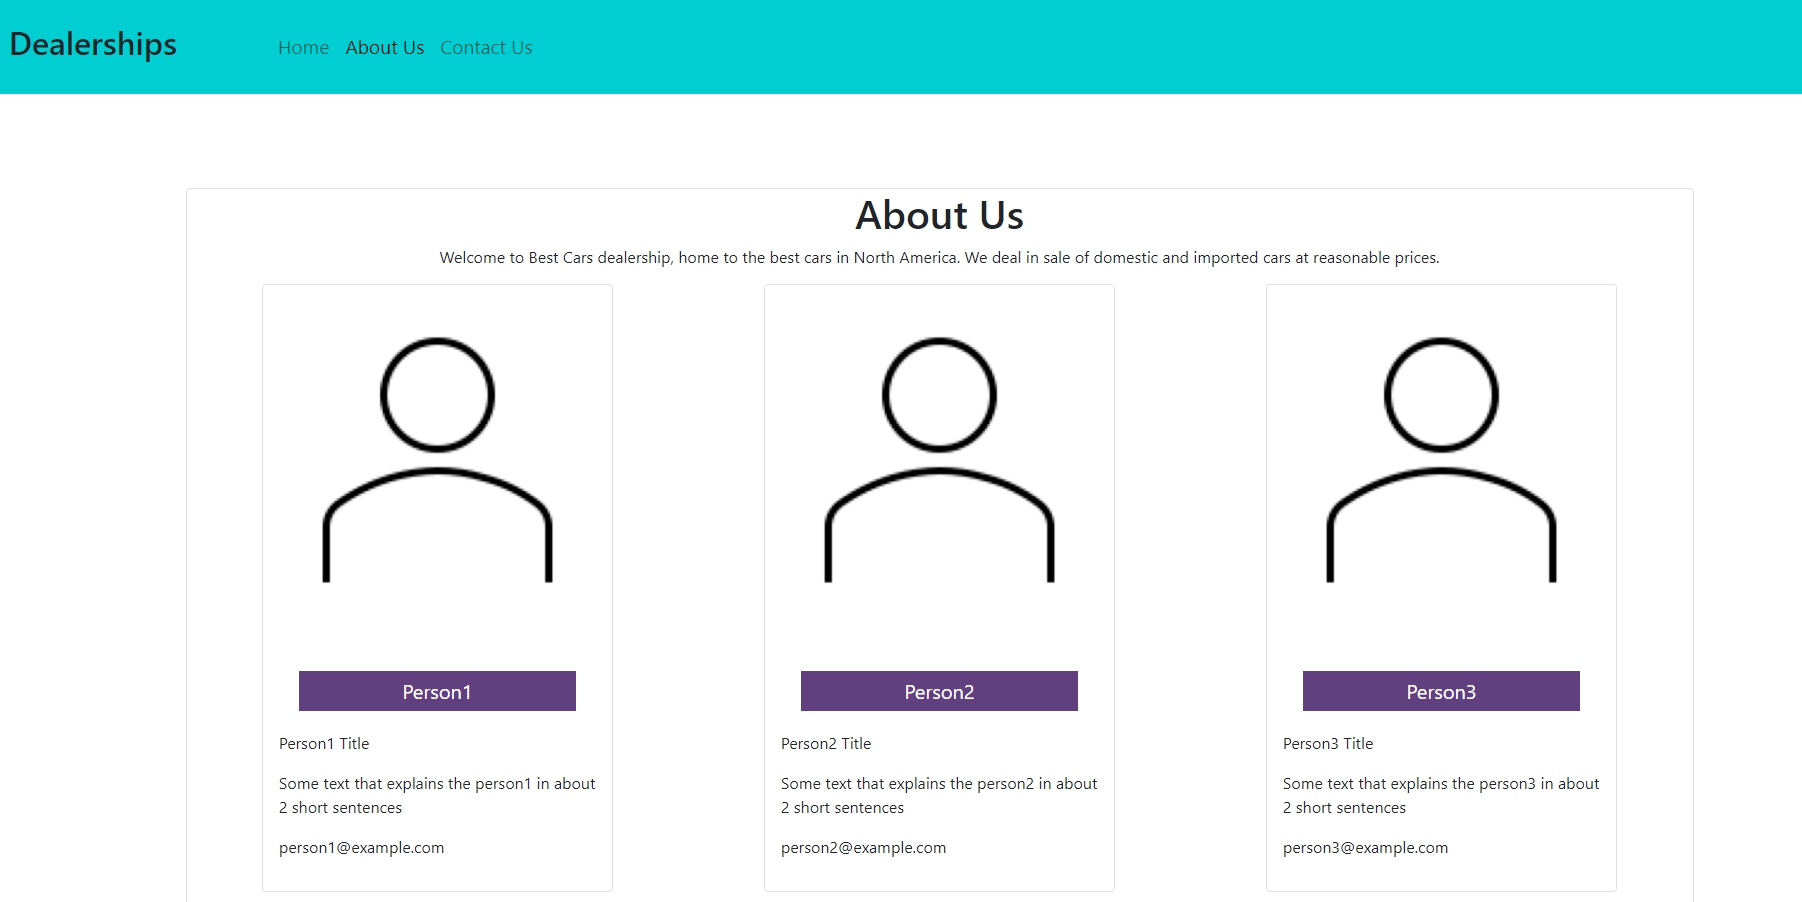 Dealerships
Home About Us Contact Us
About Us
Welcome to Best Cars dealership, home to the best cars in North America. We deal in sale of domestic and imported cars at reasonable prices.
Person1
Person1 Title
Some text that explains the person1 in about
2 short sentences
person1@example.com
Person2
Person2 Title
Some text that explains the person2 in about
2 short sentences
person2@example.com
Person3
Person3 Title
Some text that explains the person3 in about
2 short sentences
person3@example.com